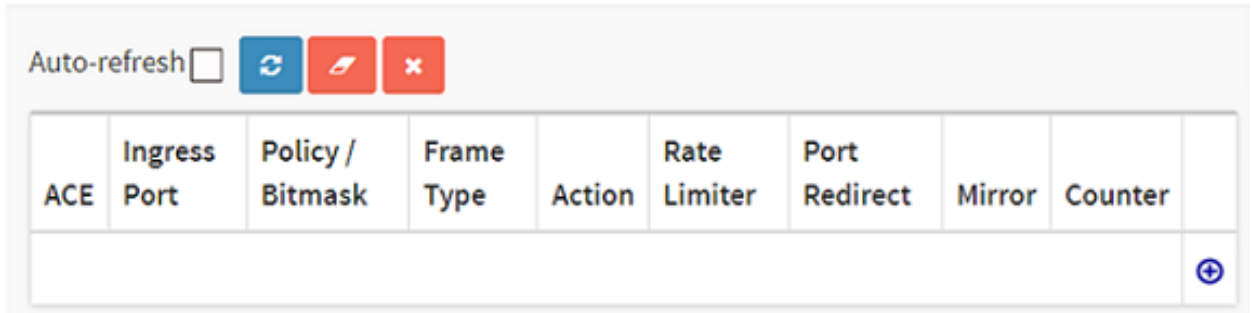 Auto-refresh
ACE Ingress Port Policy / Bitmask Frame Type Action Rate Limiter Port Redirect Mirror Counter